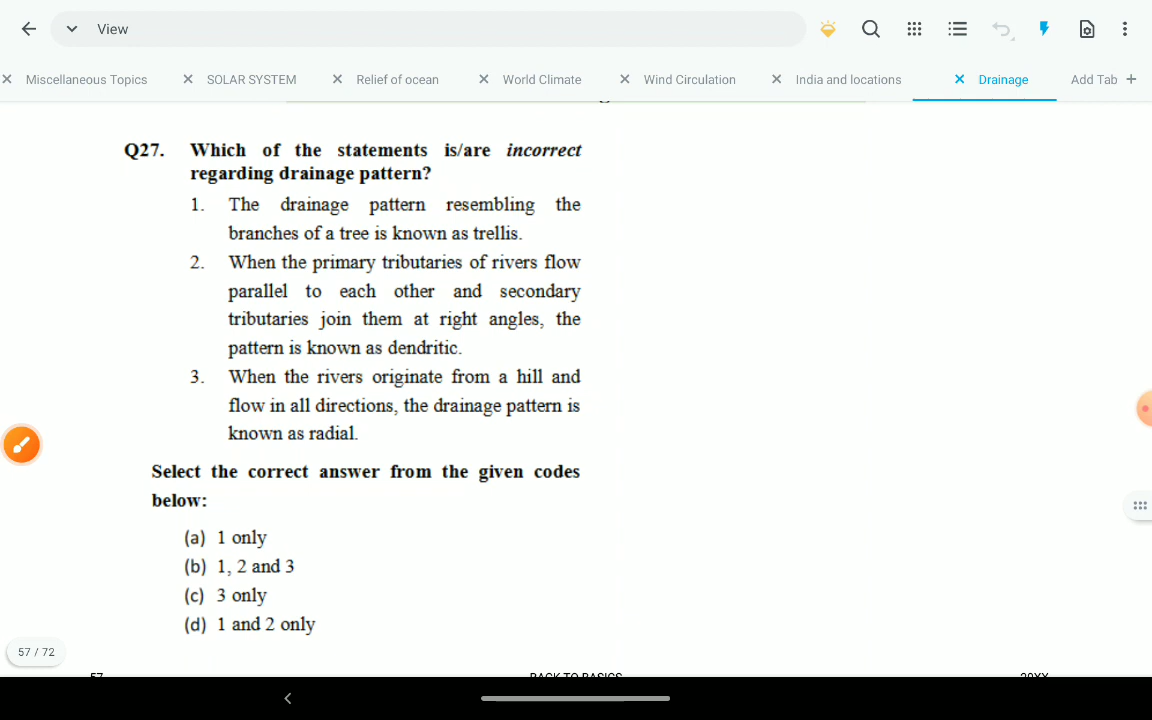 View
Miscellaneous Topics
SOLAR SYSTEM
Relief of ocean
World Climate
Wind Circulation
India and locations
Drainage
Add Tab +
Q27. Which of the statements is/are incorrect
regarding drainage pattern?
1. The drainage pattern resembling the
branches of a tree is known as trellis.
2. When the primary tributaries of rivers flow
parallel to each other and secondary
tributaries join them at right angles, the
pattern is known as dendritic.
3. When the rivers originate from a hill and
flow in all directions, the drainage pattern is
known as radial.
Select the correct answer from the given codes
below:
(a) 1 only
(b) 1, 2 and 3
(c) 3 only
(d) 1 and 2 only
57 / 72
57 BACK TO BASICS 20XX